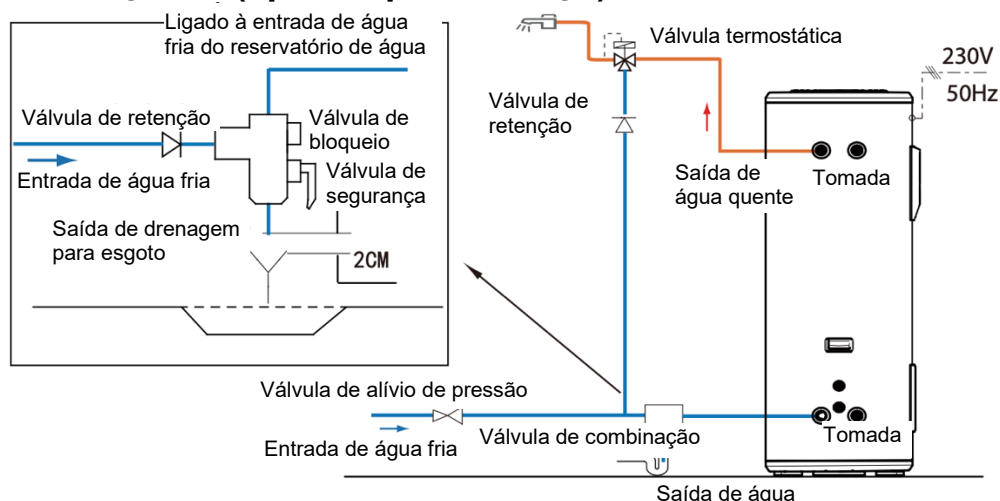 Ligado à entrada de água
fria do reservatório de água
Válvula de retenção
Válvula de
bloqueio
Entrada de água fria
Válvula de
segurança
Saída de drenagem
para esgoto
2CM
Válvula termostática
230V
50Hz
Válvula de
retenção
Saída de
água quente
Tomada
Válvula de alívio de pressão
Entrada de água fria
Válvula de combinação
Tomada
Saída de água